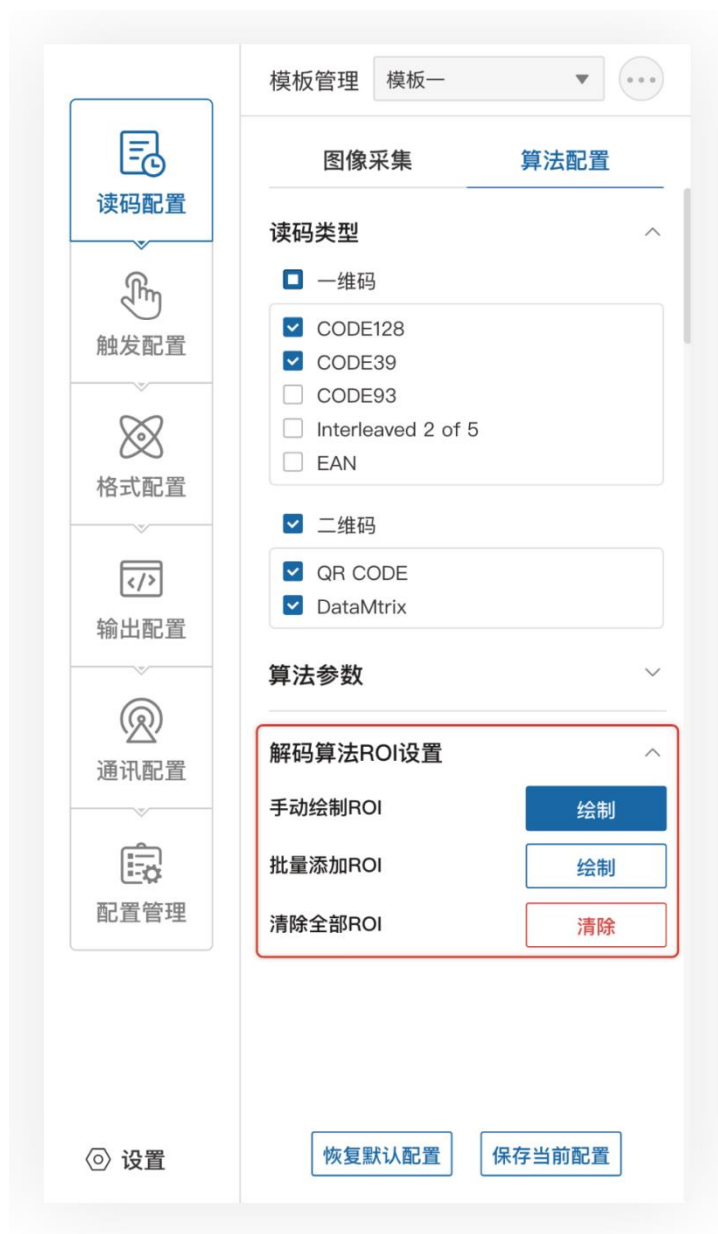 模板管理 模板一
读码配置
触发配置
格式配置
</>
输出配置
通讯配置
配置管理
设置
图像采集 算法配置
读码类型
一维码
CODE128
CODE39
CODE93
Interleaved 2 of 5
EAN
二维码
QR CODE
DataMtrix
算法参数
解码算法ROI设置
手动绘制ROI 绘制
批量添加ROI 绘制
清除全部ROI 清除
恢复默认配置 保存当前配置